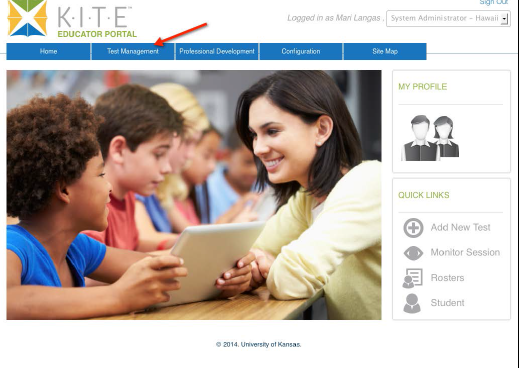 Sign Out
K·I·T·E™
EDUCATOR PORTAL
Logged in as Mari Langas ,
System Administrator - Hawaii
Home
Test Management
Professional Development
Configuration
Site Map
MY PROFILE
QUICK LINKS
Add New Test
Monitor Session
Rosters
Student
© 2014. University of Kansas.